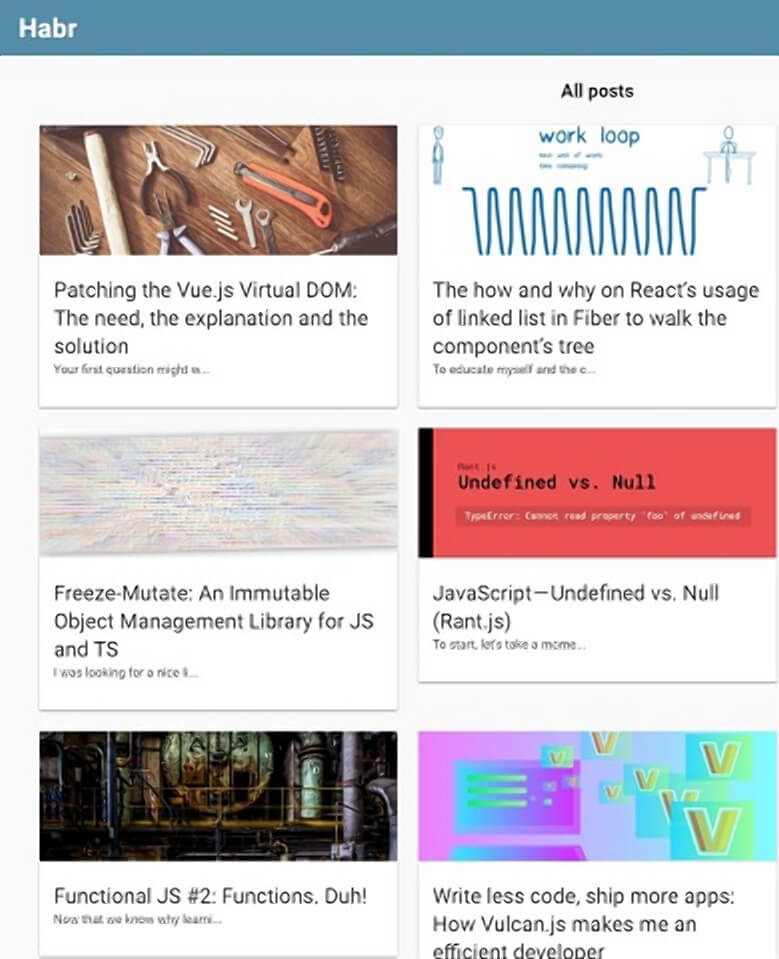 Habr
All posts
work loop
Patching the Vue.js Virtual DOM:
The need, the explanation and the
solution
Your first question might w...
The how and why on React's usage
of linked list in Fiber to walk the
component's tree
To educate myself and the c...
Rant.js
Undefined vs. Null
TypeError: Cannot read property 'foo' of undefined
Freeze-Mutate: An Immutable
Object Management Library for JS
and TS
I was looking for a nice li...
JavaScript—Undefined vs. Null
(Rant.js)
To start, let's take a mome...
V
V
V
V
V
V
V
Functional JS #2: Functions. Duh!
Now that we know why learni...
Write less code, ship more apps:
How Vulcan.js makes me an
efficient developer